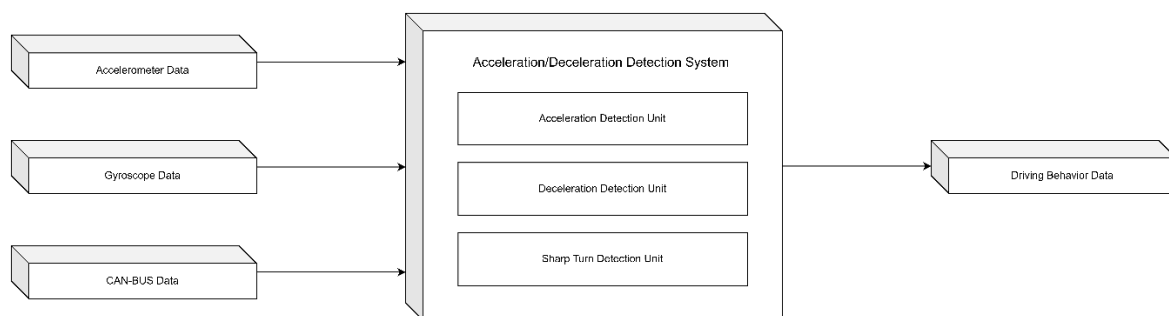 Accelerometer Data
Gyroscope Data
CAN-BUS Data
Acceleration/Deceleration Detection System
Acceleration Detection Unit
Deceleration Detection Unit
Sharp Turn Detection Unit
Driving Behavior Data